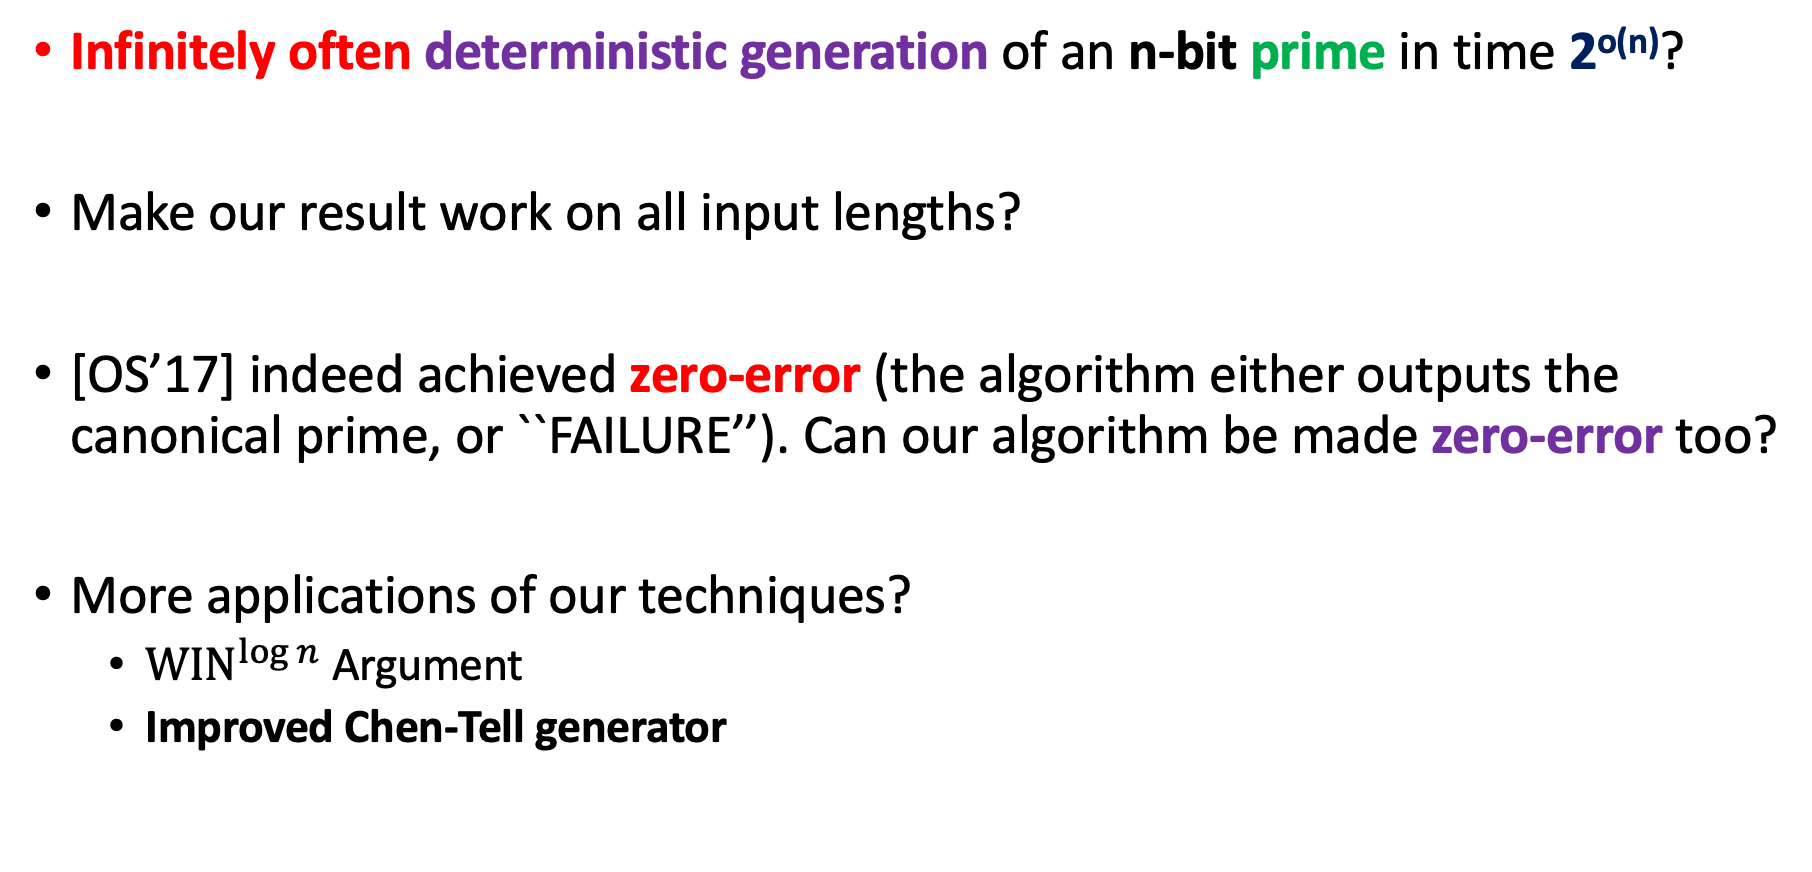 • Infinitely often deterministic generation of an n-bit prime in time 2^o(n)?
• Make our result work on all input lengths?
• [OS’17] indeed achieved zero-error (the algorithm either outputs the
canonical prime, or ``FAILURE’’). Can our algorithm be made zero-error too?
• More applications of our techniques?
• WIN^log n Argument
• Improved Chen-Tell generator